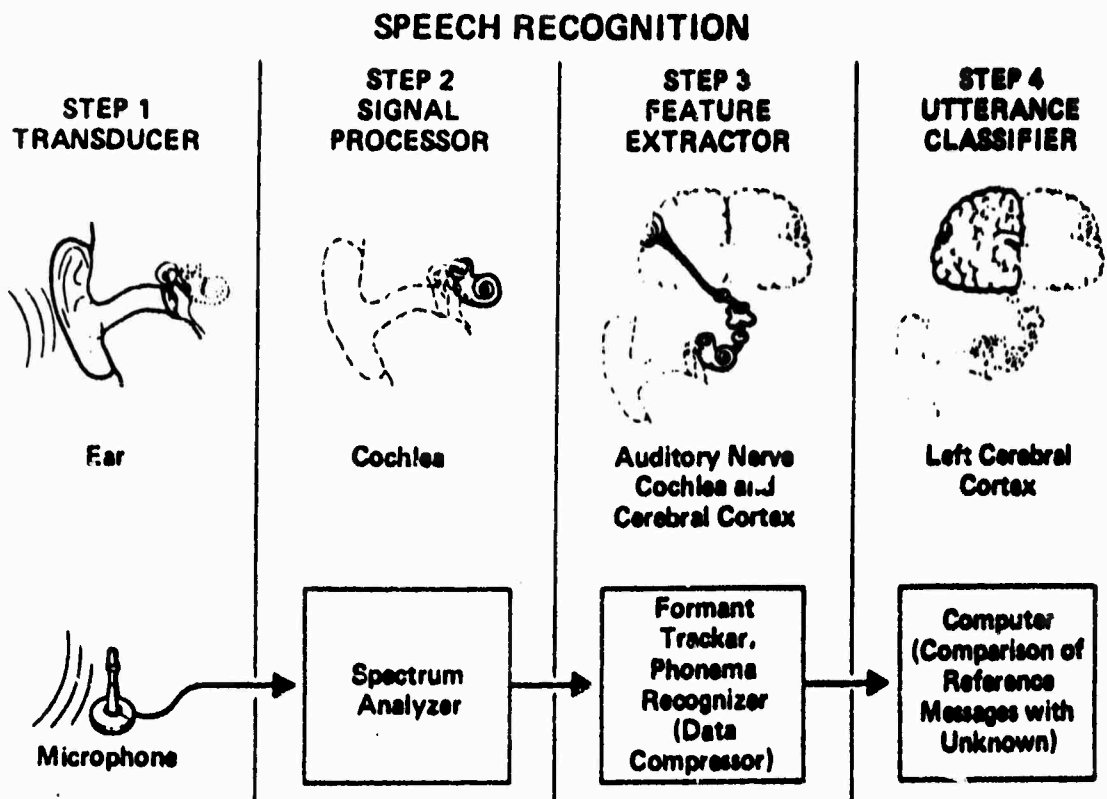 SPEECH RECOGNITION
STEP 1
TRANSDUCER
STEP 2
SIGNAL
PROCESSOR
STEP 3
FEATURE
EXTRACTOR
STEP 4
UTTERANCE
CLASSIFIER
Ear
Cochlea
Auditory Nerve
Cochlea and
Cerebral Cortex
Left Cerebral
Cortex
Microphone
Spectrum
Analyzer
Formant
Tracker,
Phonema
Recognizer
(Data
Compressor)
Computer
(Comparison of
Reference
Messages with
Unknown)